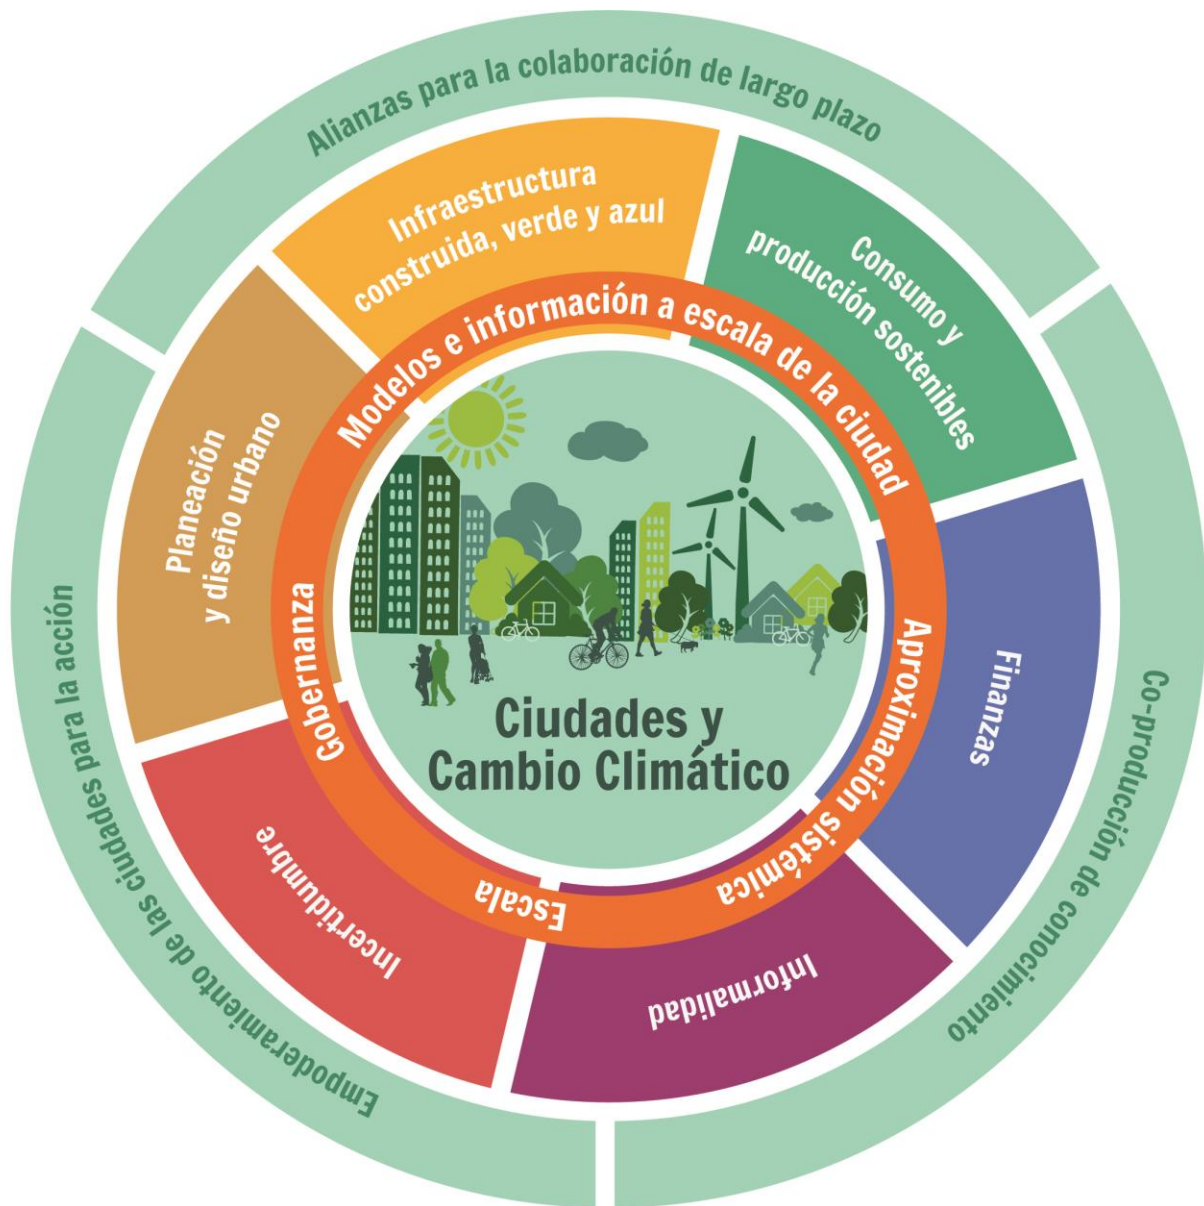 Alianzas para la colaboración de largo plazo
Co-producción de conocimiento
Empoderamiento de las ciudades para la acción
Infraestructura
construida, verde y azul
Consumo y
producción sostenibles
Finanzas
Informalidad
Incertidumbre
Planeación
y diseño urbano
Modelos e información a escala de la ciudad
Aproximación sistémica
Escala
Gobernanza
Ciudades y
Cambio Climático